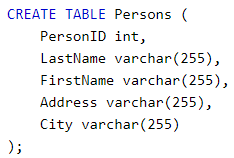 CREATE TABLE Persons (
    PersonID int,
    LastName varchar(255),
    FirstName varchar(255),
    Address varchar(255),
    City varchar(255)
);